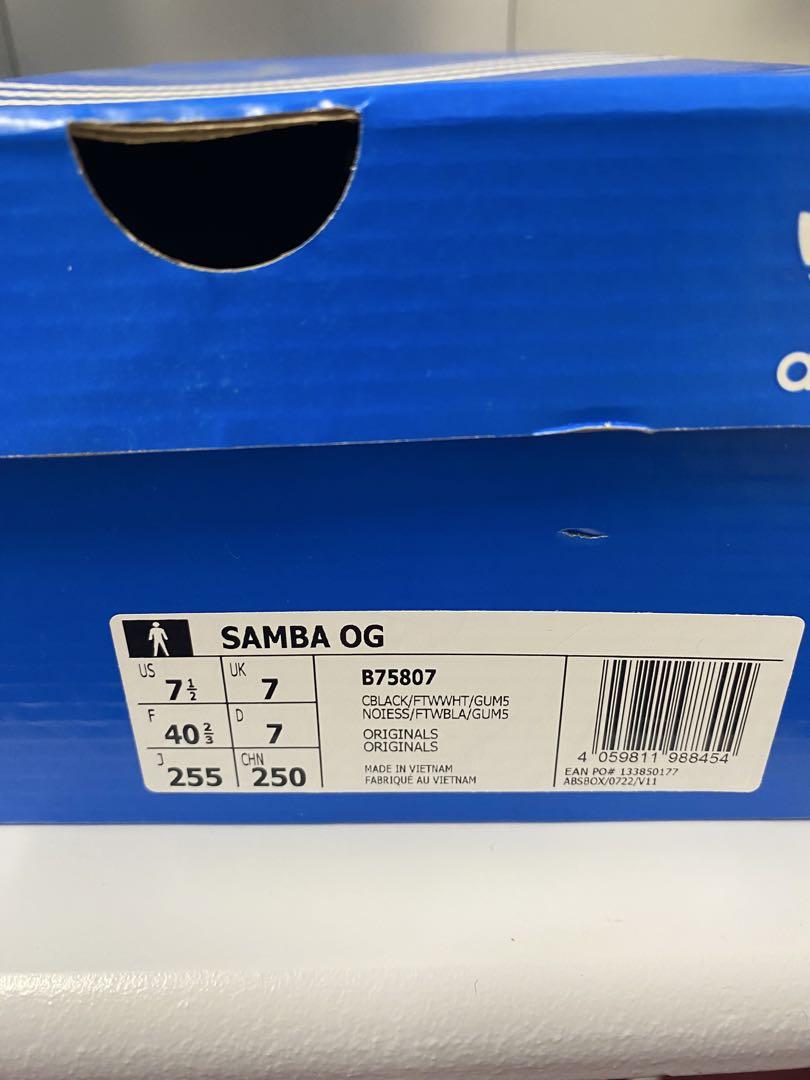 SAMBA OG
US 7½ UK 7
F 40⅔ D 7
J 255 CHN 250
B75807
CBLACK/FTWWHT/GUM5
NOIESS/FTWBLA/GUM5
ORIGINALS
ORIGINALS
MADE IN VIETNAM
FABRIQUÉ AU VIETNAM
4 059811 988454
EAN PO# 133850177
ABSBOX/0722/V11